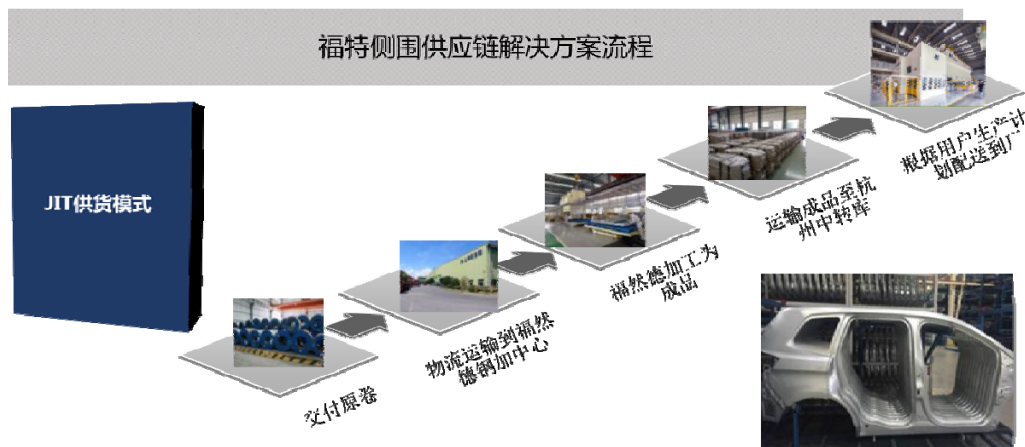 福特侧围供应链解决方案流程
JIT供货模式
交付原卷
物流运输到福然
德钢加中心
福然德加工为
成品
运输成品至杭
州中转库
根据用户生产计
划配送到厂